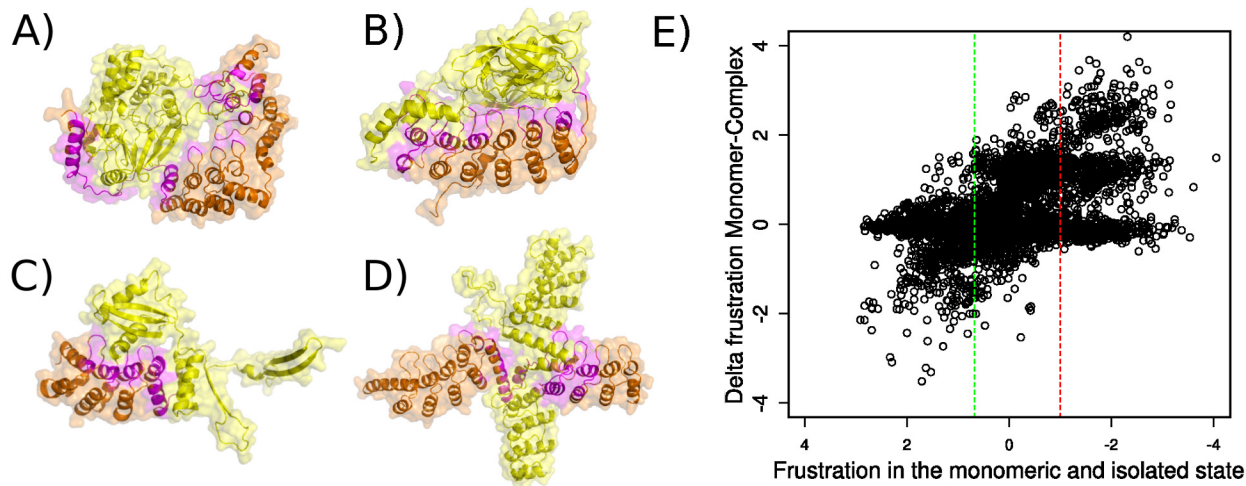 A)
B)
C)
D)
E)
Delta frustration Monomer-Complex
4
2
0
-2
-4
4 2 0 -2 -4
Frustration in the monomeric and isolated state